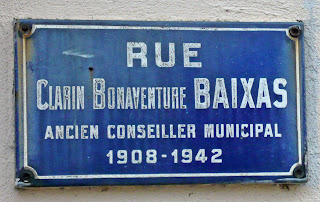 RUE
CLARIN BONAVENTURE BAIXAS
ANCIEN CONSEILLER MUNICIPAL
1908-1942